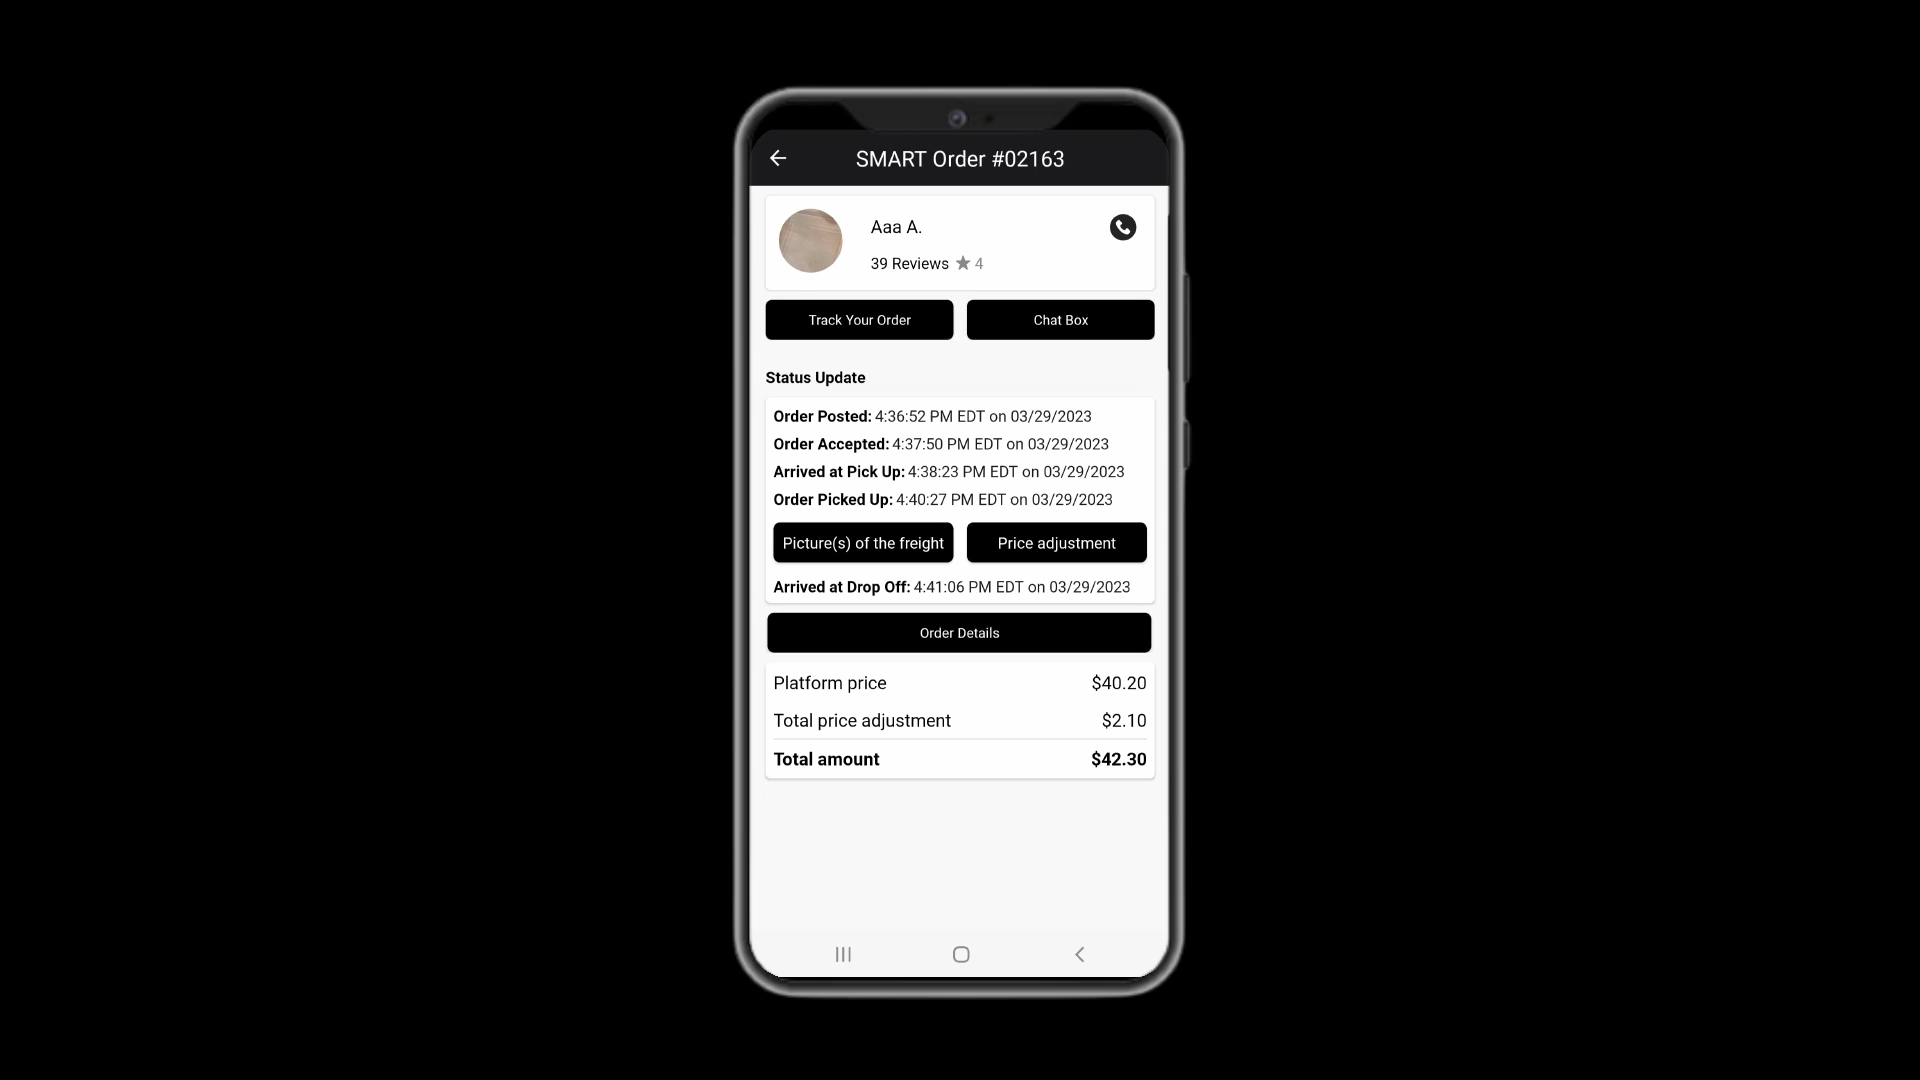 SMART Order #02163
Aaa A.
39 Reviews ★ 4
Track Your Order
Chat Box
Status Update
Order Posted: 4:36:52 PM EDT on 03/29/2023
Order Accepted: 4:37:50 PM EDT on 03/29/2023
Arrived at Pick Up: 4:38:23 PM EDT on 03/29/2023
Order Picked Up: 4:40:27 PM EDT on 03/29/2023
Picture(s) of the freight
Price adjustment
Arrived at Drop Off: 4:41:06 PM EDT on 03/29/2023
Order Details
Platform price $40.20
Total price adjustment $2.10
Total amount $42.30